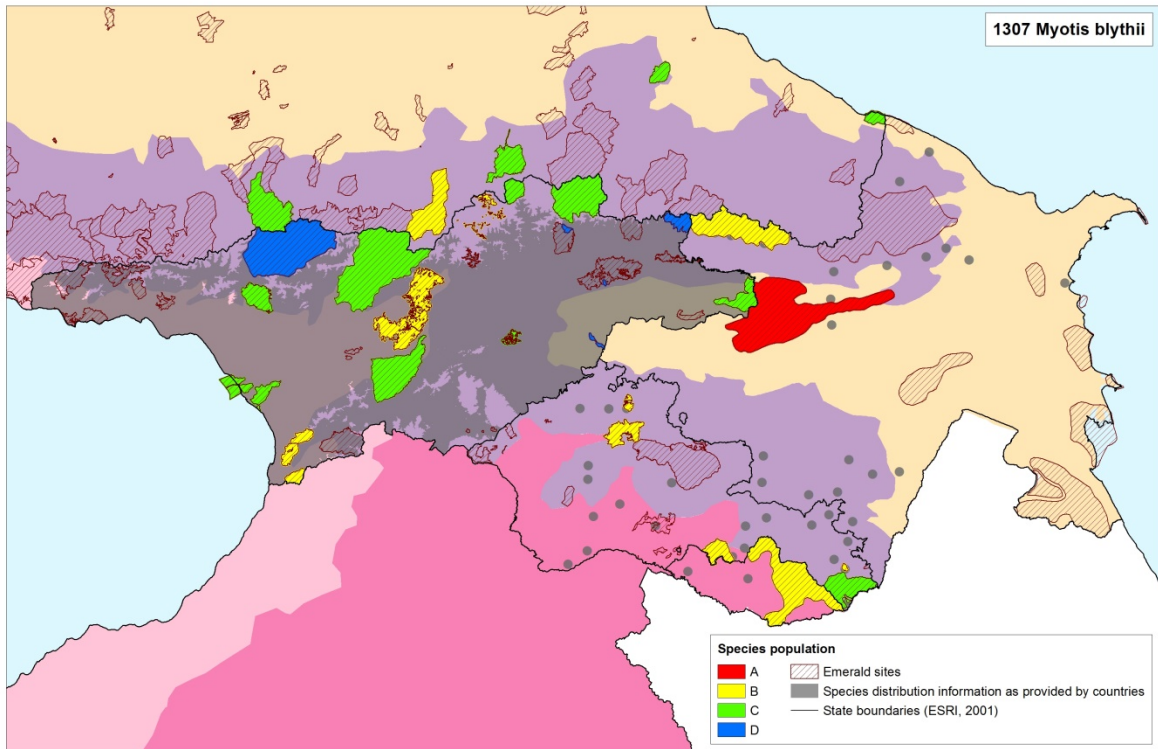 1307 Myotis blythii
Species population
A
B
C
D
Emerald sites
Species distribution information as provided by countries
State boundaries (ESRI, 2001)